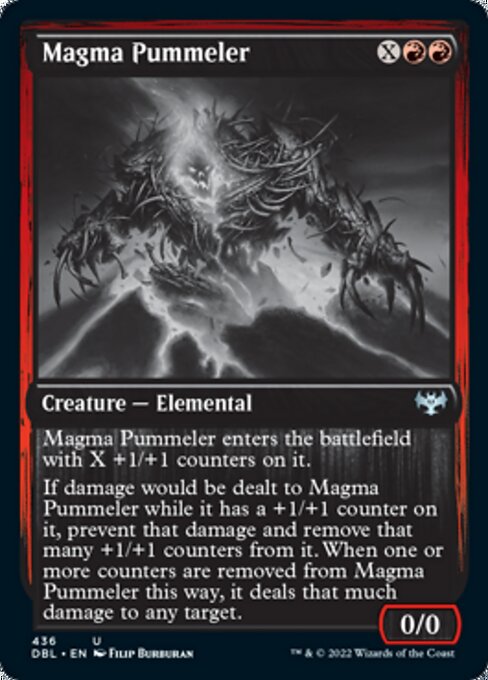 Magma Pummeler X
Creature — Elemental
Magma Pummeler enters the battlefield
with X +1/+1 counters on it.
If damage would be dealt to Magma
Pummeler while it has a +1/+1 counter on
it, prevent that damage and remove that
many +1/+1 counters from it. When one or
more counters are removed from Magma
Pummeler this way, it deals that much
damage to any target.
0/0
436 U
DBL • EN Filip Burburan
™ & © 2022 Wizards of the Coast